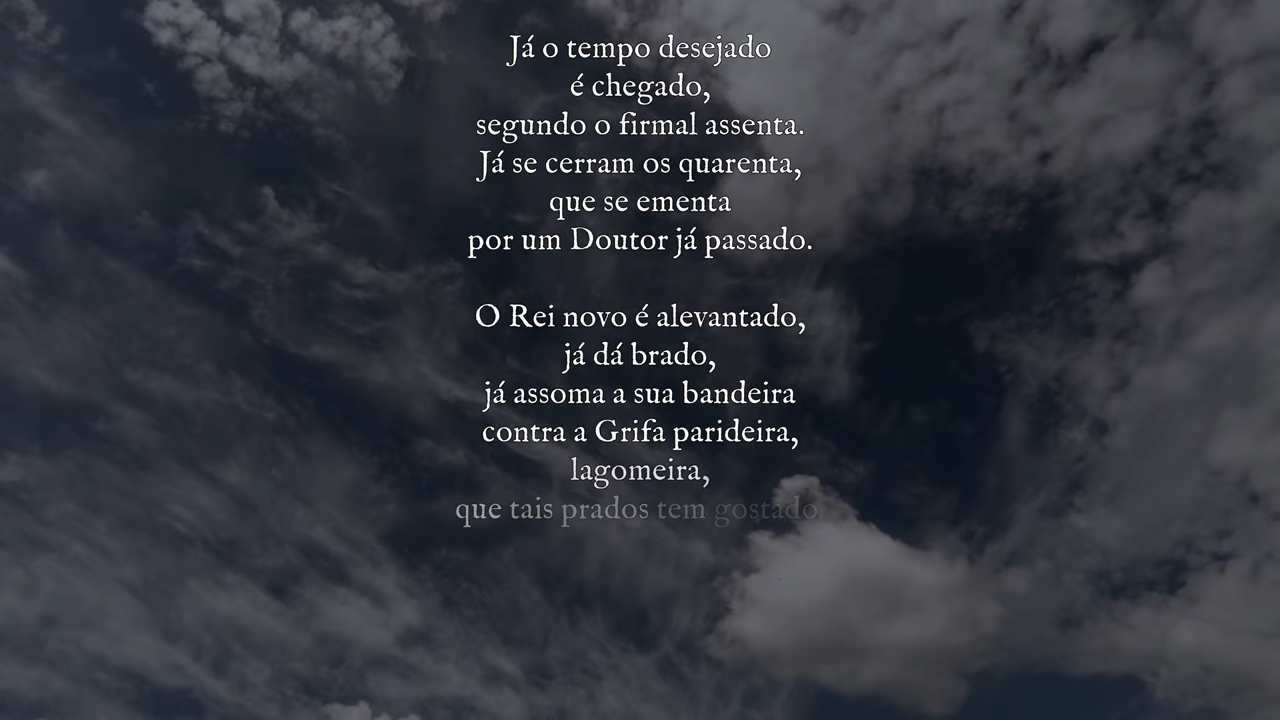 Já o tempo desejado
é chegado,
segundo o firmal assenta.
Já se cerram os quarenta,
que se ementa
por um Doutor já passado.
O Rei novo é alevantado,
já dá brado,
já assoma a sua bandeira
contra a Grifa parideira,
lagomeira,
que tais prados tem gostado